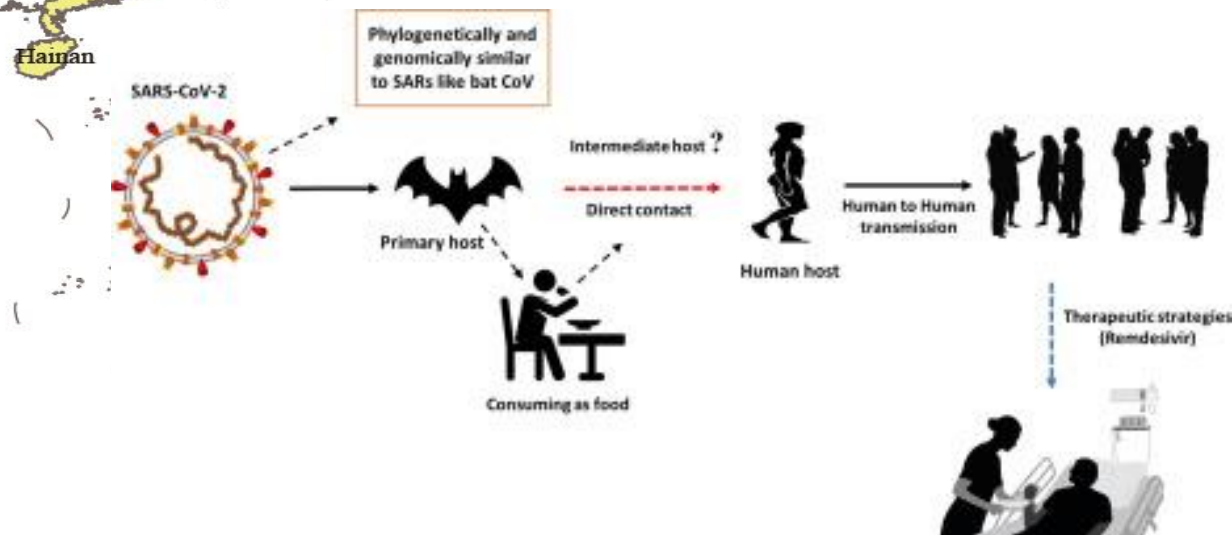 Hainan
Phylogenetically and
genomically similar
to SARs like bat CoV
SARS-CoV-2
Intermediate host ?
Direct contact
Primary host
Human to Human
transmission
Human host
Consuming as food
Therapeutic strategies
(Remdesivir)